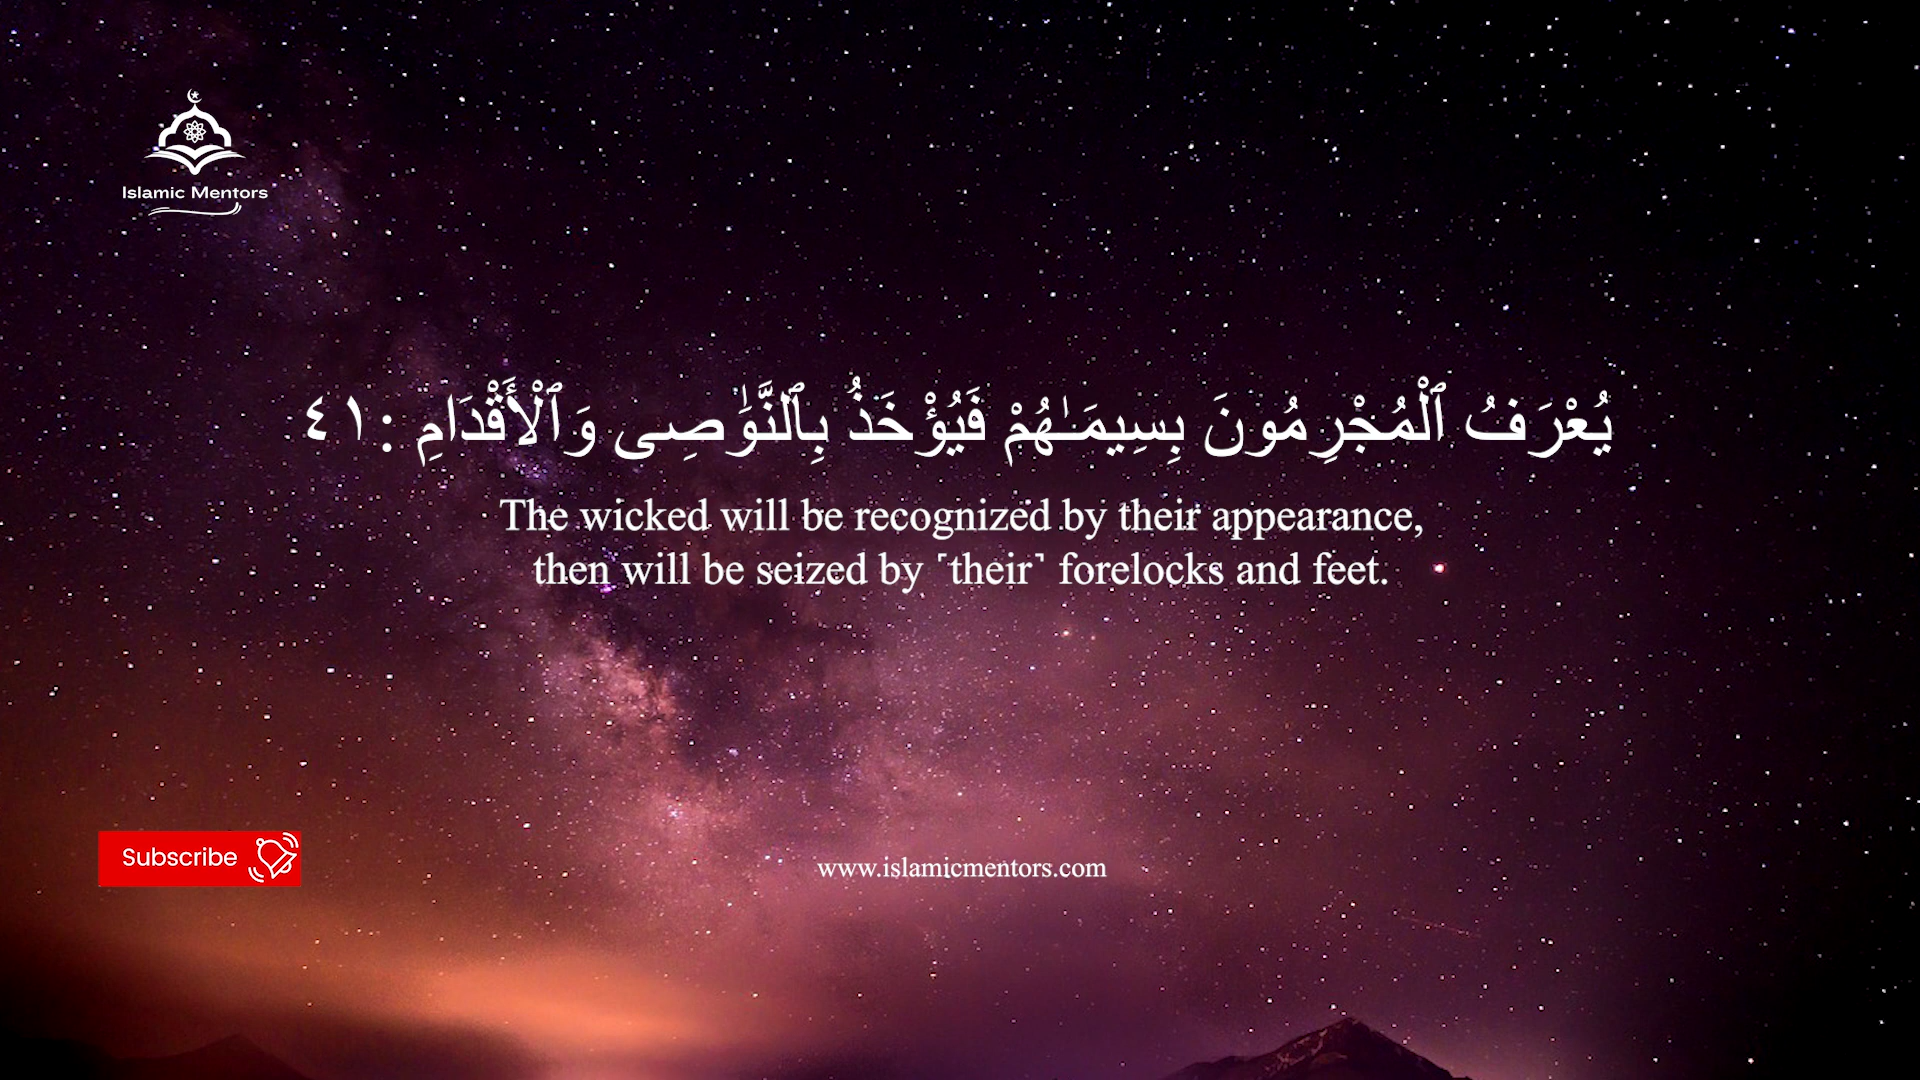 Islamic Mentors
يُعْرَفُ ٱلْمُجْرِمُونَ بِسِيمَـٰهُمْ فَيُؤْخَذُ بِٱلنَّوَٰصِى وَٱلْأَقْدَامِ :٤١
The wicked will be recognized by their appearance,
then will be seized by ˹their˺ forelocks and feet.
Subscribe
www.islamicmentors.com